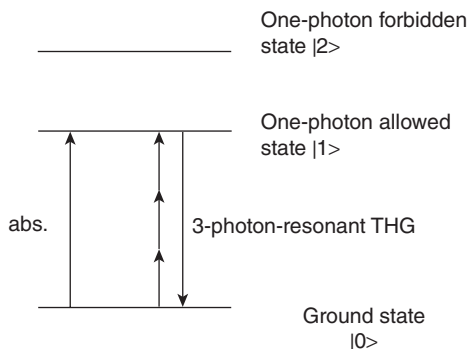 One-photon forbidden
state |2>
One-photon allowed
state |1>
abs.
3-photon-resonant THG
Ground state
|0>